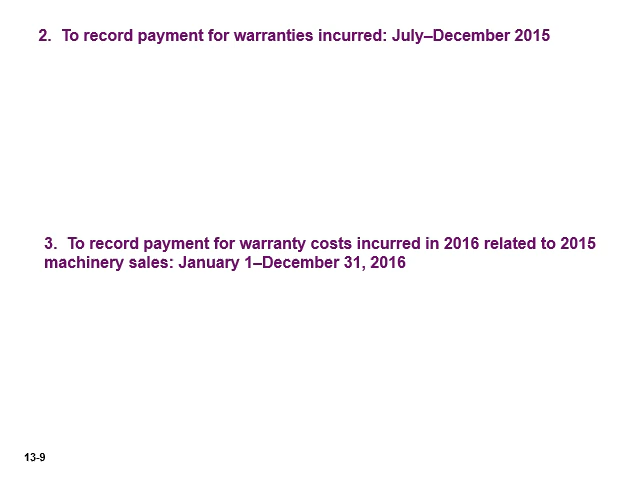 2. To record payment for warranties incurred: July–December 2015
3. To record payment for warranty costs incurred in 2016 related to 2015
machinery sales: January 1–December 31, 2016
13-9